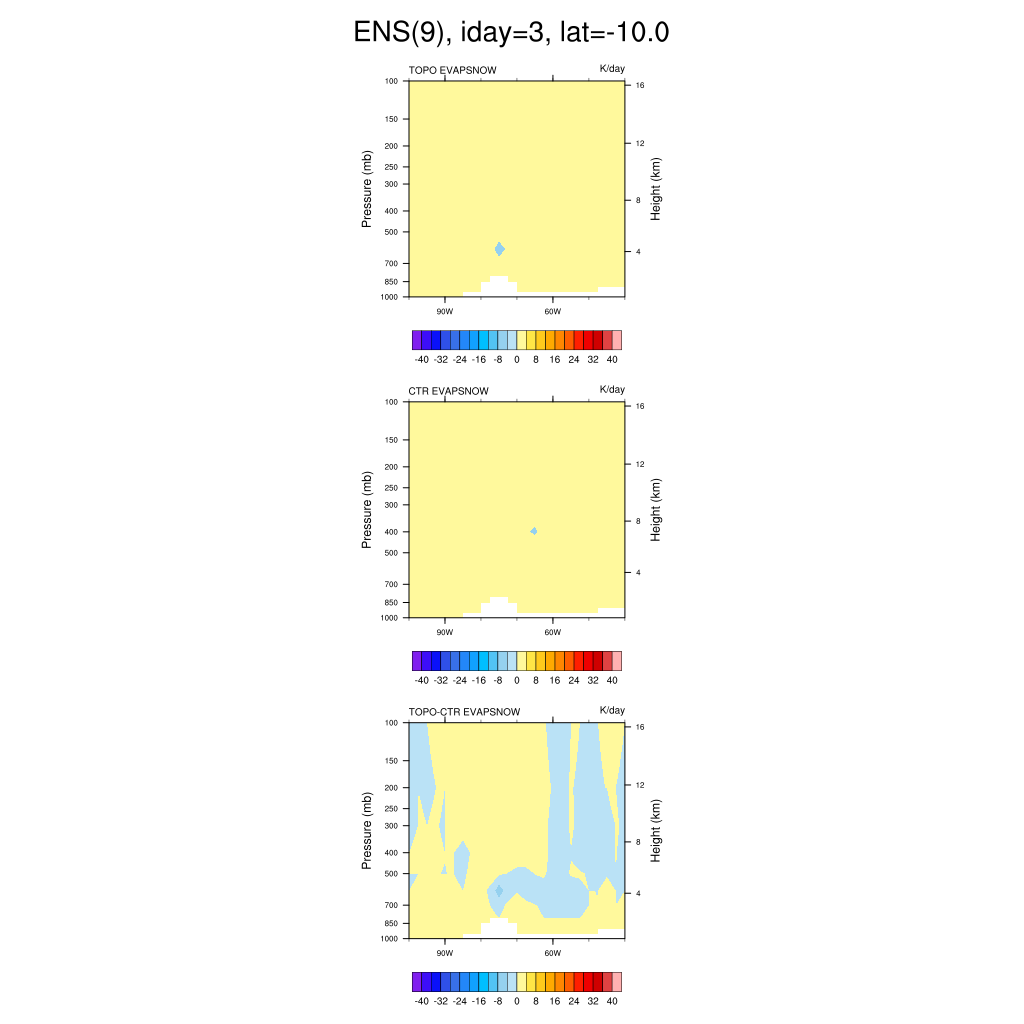 ENS(9), iday=3, lat=-10.0
TOPO EVAPSNOW K/day
100
150
200
250
300
400
500
700
850
1000
Pressure (mb)
16
12
8
4
Height (km)
90W 60W
-40 -32 -24 -16 -8 0 8 16 24 32 40
CTR EVAPSNOW K/day
100
150
200
250
300
400
500
700
850
1000
Pressure (mb)
16
12
8
4
Height (km)
90W 60W
-40 -32 -24 -16 -8 0 8 16 24 32 40
TOPO-CTR EVAPSNOW K/day
100
150
200
250
300
400
500
700
850
1000
Pressure (mb)
16
12
8
4
Height (km)
90W 60W
-40 -32 -24 -16 -8 0 8 16 24 32 40